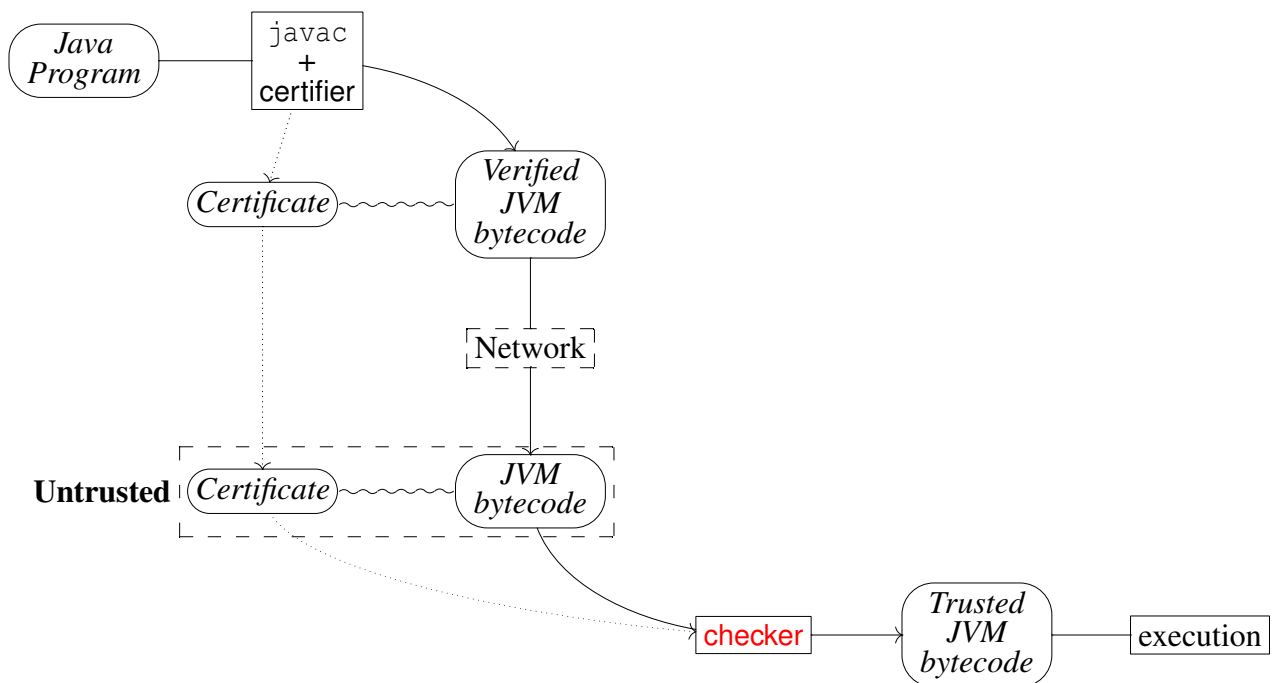 Java
Program
javac
+
certifier
Certificate
Verified
JVM
bytecode
Network
Untrusted
Certificate
JVM
bytecode
checker
Trusted
JVM
bytecode
execution